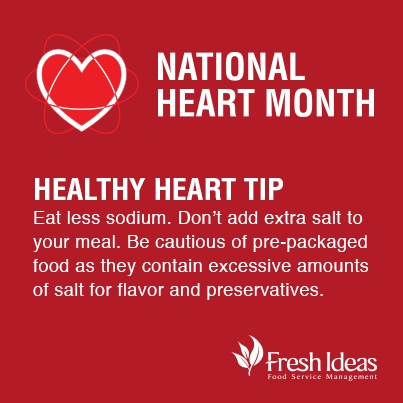 NATIONAL
HEART MONTH
HEALTHY HEART TIP
Eat less sodium. Don't add extra salt to
your meal. Be cautious of pre-packaged
food as they contain excessive amounts
of salt for flavor and preservatives.
Fresh Ideas
Food Service Management